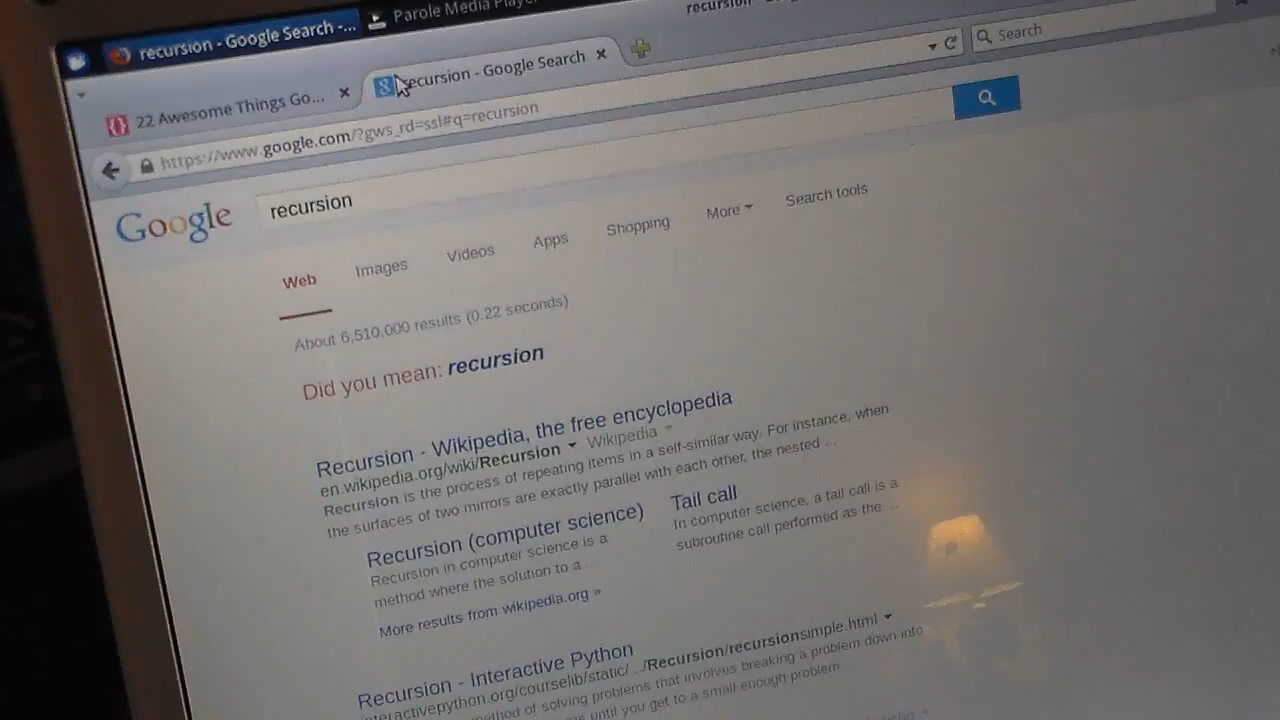 recursion - Google Search -...
Parole Media Player
recursion
22 Awesome Things Go...
recursion - Google Search
https://www.google.com/?gws_rd=ssl#q=recursion
Search
Google
recursion
Web
Images
Videos
Apps
Shopping
More
Search tools
About 6,510,000 results (0.22 seconds)
Did you mean: recursion
Recursion - Wikipedia, the free encyclopedia
en.wikipedia.org/wiki/Recursion Wikipedia
Recursion is the process of repeating items in a self-similar way. For instance, when
the surfaces of two mirrors are exactly parallel with each other, the nested ...
Recursion (computer science)
Recursion in computer science is a
method where the solution to a ...
Tail call
In computer science, a tail call is a
subroutine call performed as the ...
More results from wikipedia.org »
Recursion - Interactive Python
interactivepython.org/courselib/static/.../Recursion/recursionsimple.html
method of solving problems that involves breaking a problem down into
until you get to a small enough problem